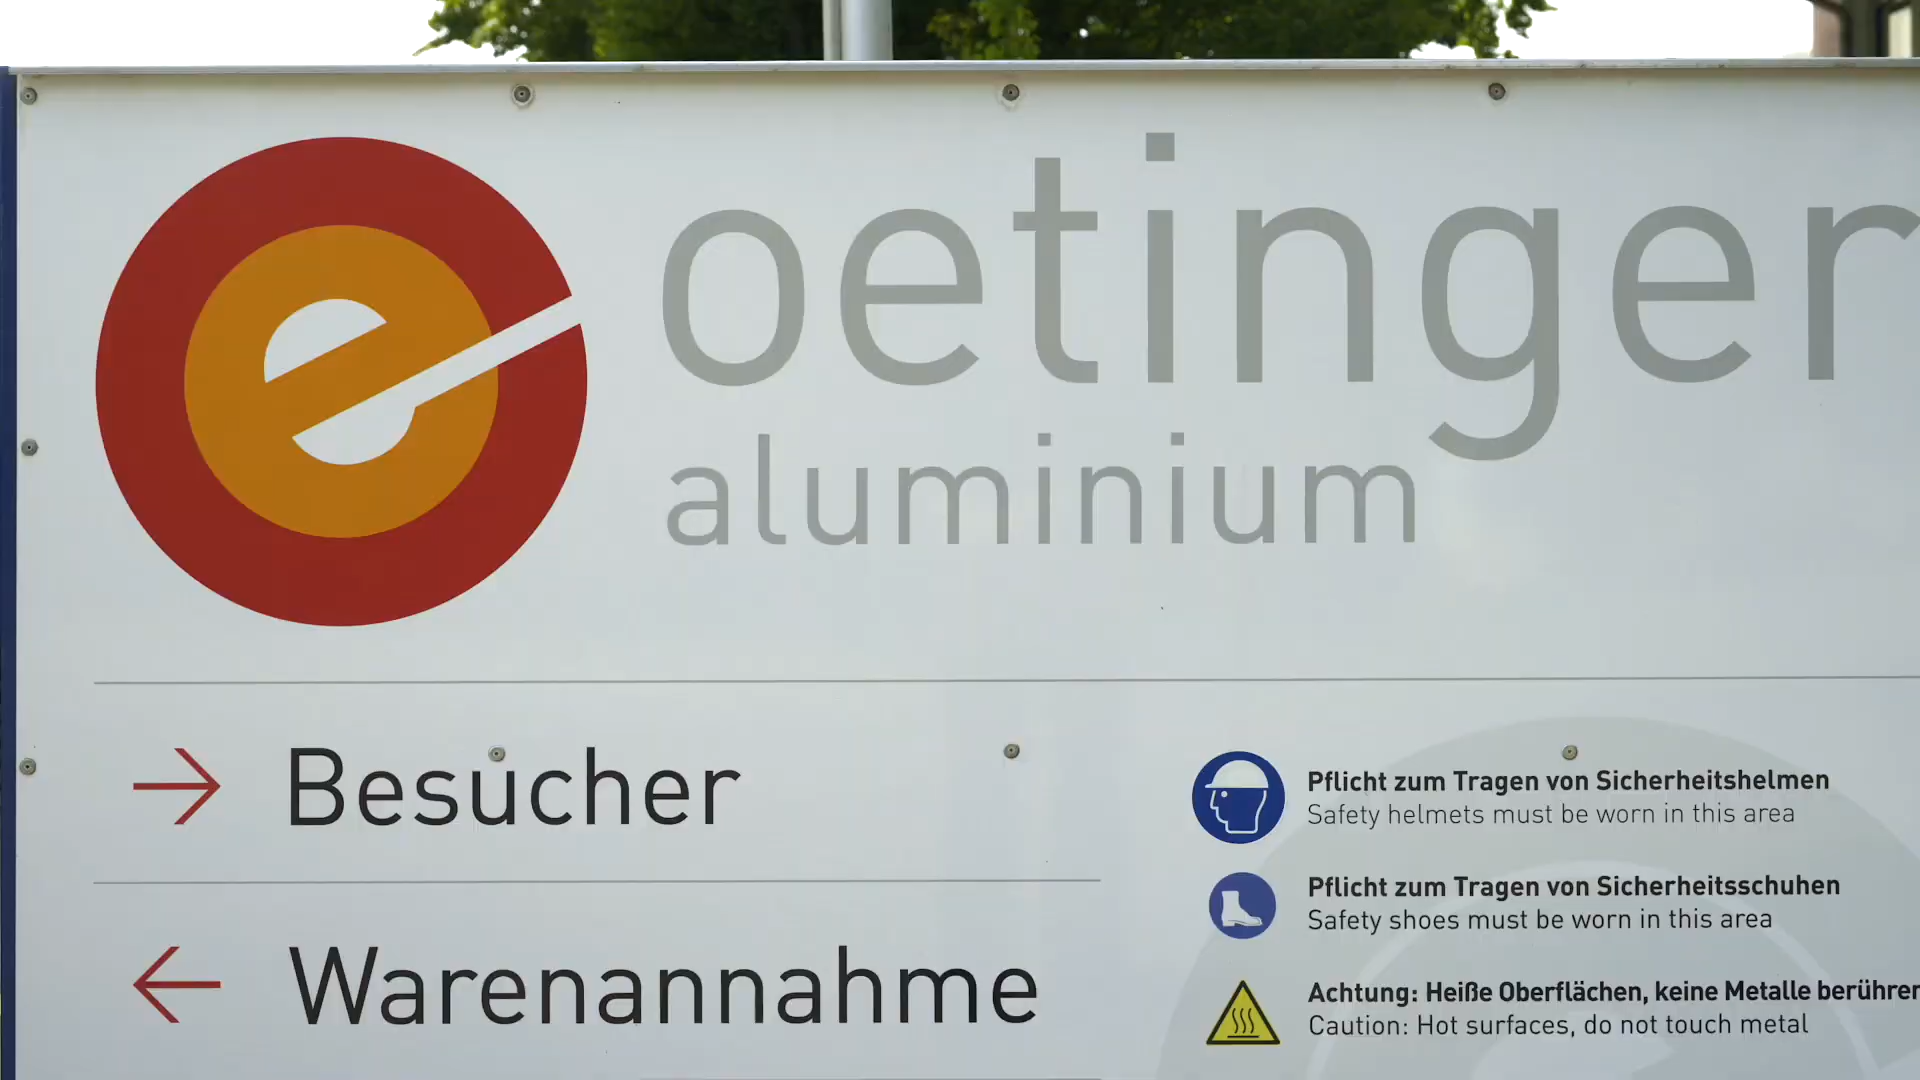 oetinger
aluminium
Besucher
Warenannahme
Pflicht zum Tragen von Sicherheitshelmen
Safety helmets must be worn in this area
Pflicht zum Tragen von Sicherheitsschuhen
Safety shoes must be worn in this area
Achtung: Heiße Oberflächen, keine Metalle berühren
Caution: Hot surfaces, do not touch metal